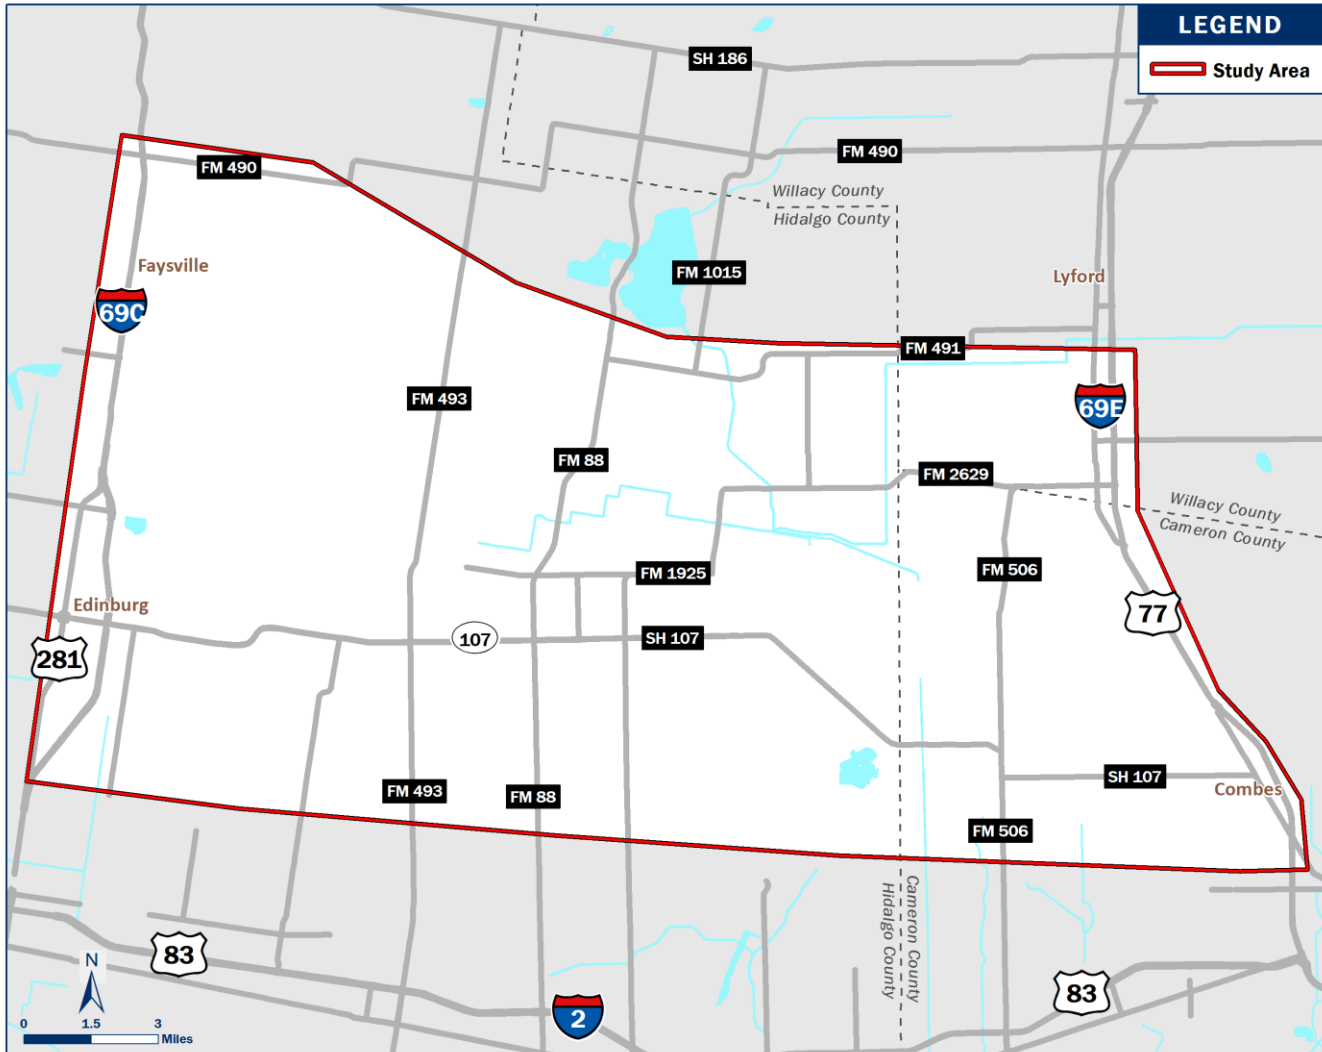 LEGEND
Study Area
SH 186
FM 490
FM 490
Willacy County
Hidalgo County
Faysville
FM 1015
Lyford
69C
FM 491
FM 493
69E
FM 88
FM 2629
Willacy County
Cameron County
FM 1925
FM 506
Edinburg
77
107
SH 107
281
SH 107
Combes
FM 493
FM 88
FM 506
Cameron County
Hidalgo County
83
N
83
2
0 1.5 3
Miles